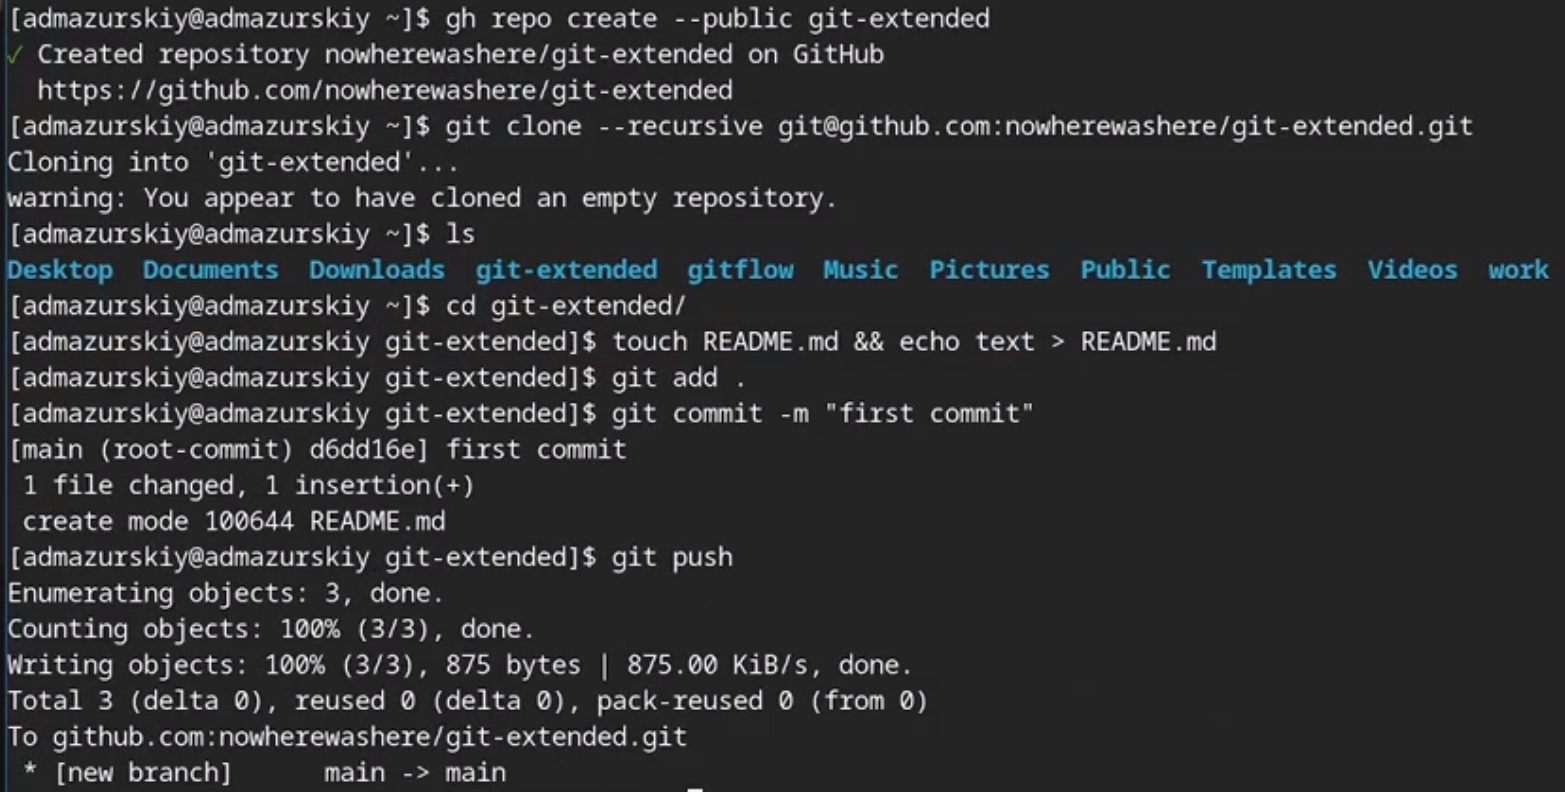 [admazurskiy@admazurskiy ~]$ gh repo create --public git-extended
✓ Created repository nowherewashere/git-extended on GitHub
  https://github.com/nowherewashere/git-extended
[admazurskiy@admazurskiy ~]$ git clone --recursive git@github.com:nowherewashere/git-extended.git
Cloning into 'git-extended'...
warning: You appear to have cloned an empty repository.
[admazurskiy@admazurskiy ~]$ ls
Desktop  Documents  Downloads  git-extended  gitflow  Music  Pictures  Public  Templates  Videos  work
[admazurskiy@admazurskiy ~]$ cd git-extended/
[admazurskiy@admazurskiy git-extended]$ touch README.md && echo text > README.md
[admazurskiy@admazurskiy git-extended]$ git add .
[admazurskiy@admazurskiy git-extended]$ git commit -m "first commit"
[main (root-commit) d6dd16e] first commit
 1 file changed, 1 insertion(+)
 create mode 100644 README.md
[admazurskiy@admazurskiy git-extended]$ git push
Enumerating objects: 3, done.
Counting objects: 100% (3/3), done.
Writing objects: 100% (3/3), 875 bytes | 875.00 KiB/s, done.
Total 3 (delta 0), reused 0 (delta 0), pack-reused 0 (from 0)
To github.com:nowherewashere/git-extended.git
 * [new branch]      main -> main